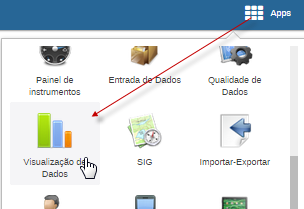 Apps
Painel de
instrumentos
Entrada de Dados
Qualidade de
Dados
Visualização de
Dados
SIG
Importar-Exportar